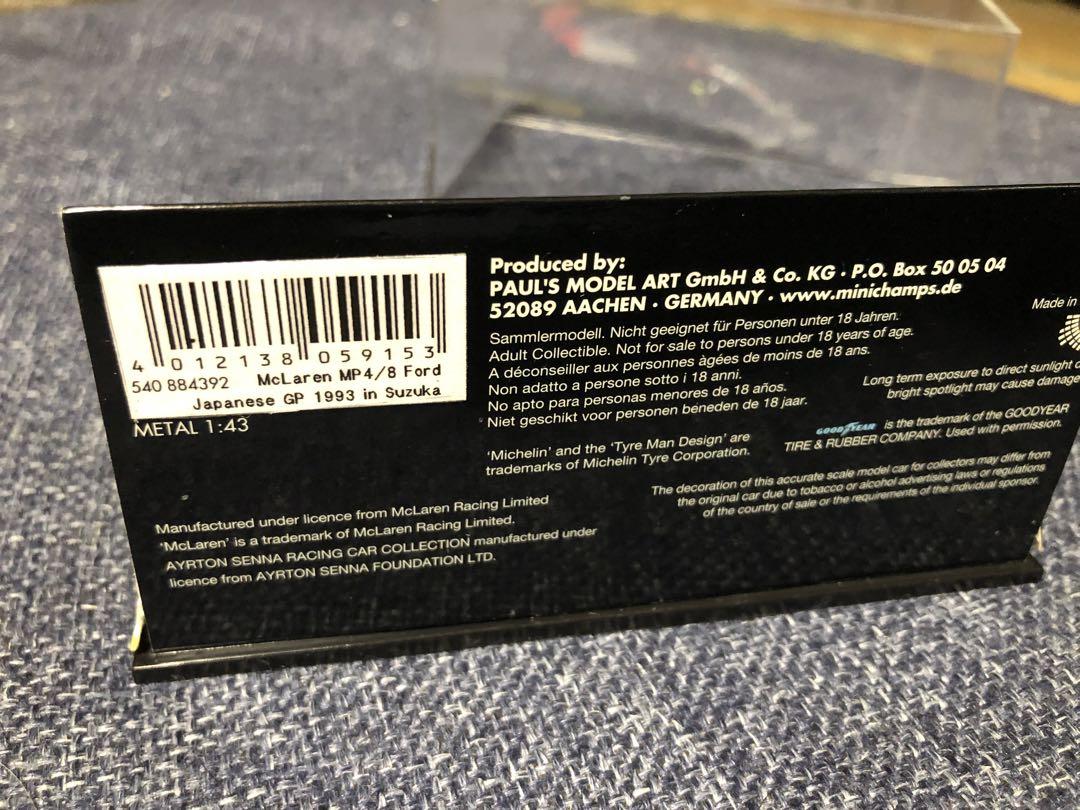 4 012138 059153
540 884392 McLaren MP4/8 Ford
Japanese GP 1993 in Suzuka
METAL 1:43
Produced by:
PAUL'S MODEL ART GmbH & Co. KG · P.O. Box 50 05 04
52089 AACHEN · GERMANY · www.minichamps.de
Sammlermodell. Nicht geeignet für Personen unter 18 Jahren.
Adult Collectible. Not for sale to persons under 18 years of age.
A déconseiller aux personnes àgées de moins de 18 ans.
Non adatto a persone sotto i 18 anni.
No apto para personas menores de 18 años.
Niet geschikt voor personen beneden de 18 jaar.
'Michelin' and the 'Tyre Man Design' are
trademarks of Michelin Tyre Corporation.
Made in
Long term exposure to direct sunlight
bright spotlight may cause damage
GOODYEAR is the trademark of the GOODYEAR
TIRE & RUBBER COMPANY. Used with permission.
The decoration of this accurate scale model car for collectors may differ from
the original car due to tobacco or alcohol advertising laws or regulations
of the country of sale or the requirements of the individual sponsor.
Manufactured under licence from McLaren Racing Limited
'McLaren' is a trademark of McLaren Racing Limited.
AYRTON SENNA RACING CAR COLLECTION manufactured under
licence from AYRTON SENNA FOUNDATION LTD.